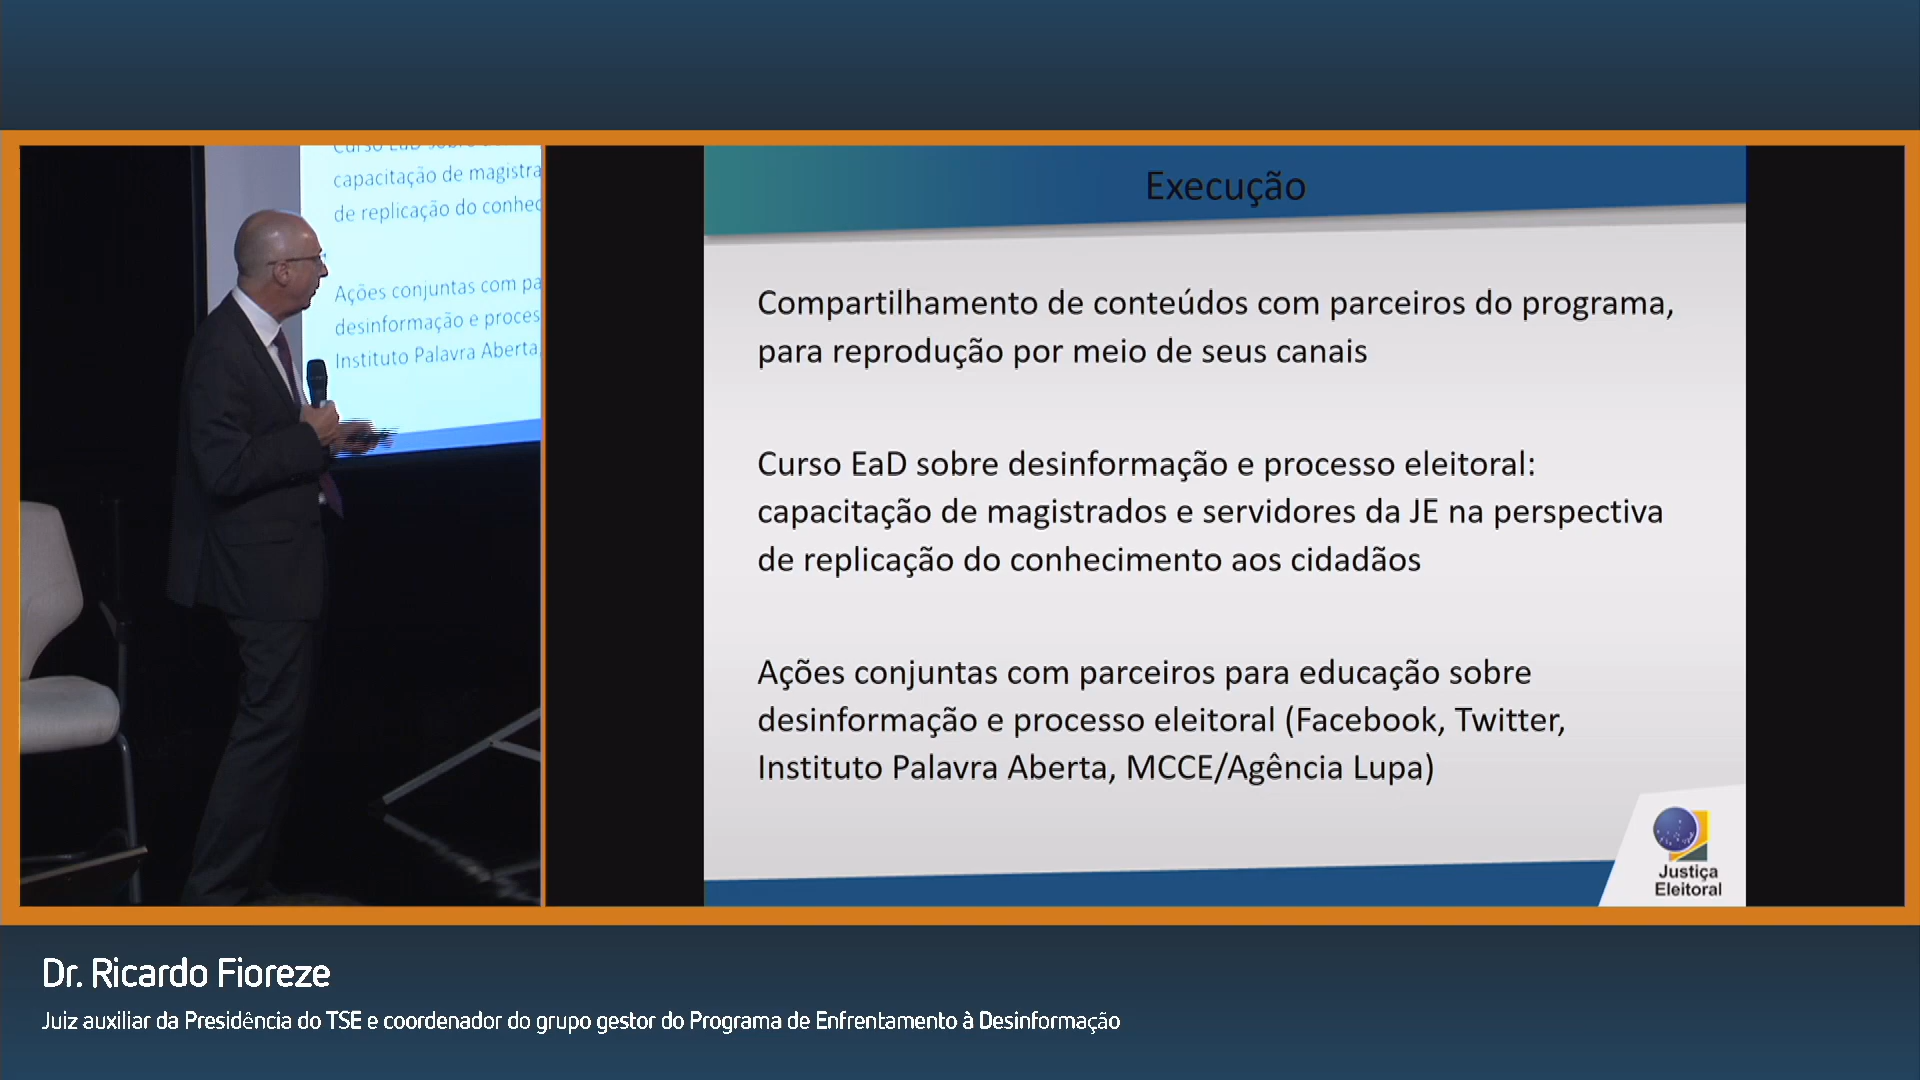 Curso EaD sobre
capacitação de magistra
de replicação do conhec
Ações conjuntas com pa
desinformação e proces
Instituto Palavra Aberta,
Execução
Compartilhamento de conteúdos com parceiros do programa,
para reprodução por meio de seus canais
Curso EaD sobre desinformação e processo eleitoral:
capacitação de magistrados e servidores da JE na perspectiva
de replicação do conhecimento aos cidadãos
Ações conjuntas com parceiros para educação sobre
desinformação e processo eleitoral (Facebook, Twitter,
Instituto Palavra Aberta, MCCE/Agência Lupa)
Justiça
Eleitoral
Dr. Ricardo Fioreze
Juiz auxiliar da Presidência do TSE e coordenador do grupo gestor do Programa de Enfrentamento à Desinformação